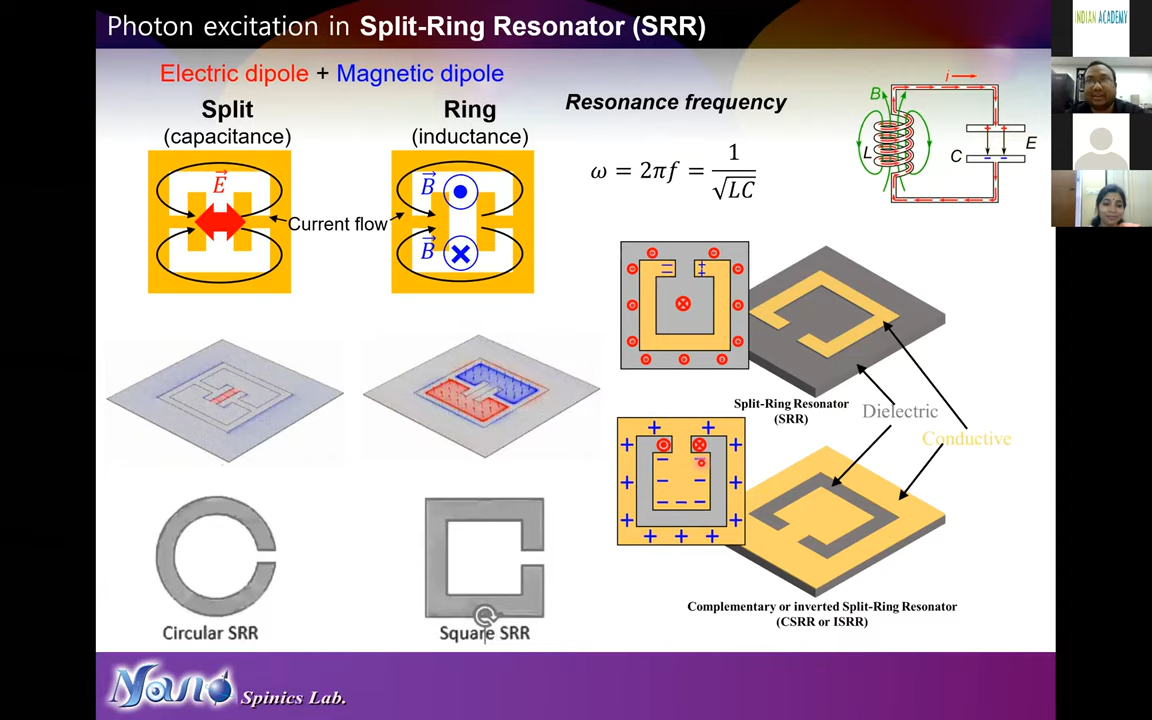 Photon excitation in Split-Ring Resonator (SRR)
INDIAN ACADEMY
Electric dipole + Magnetic dipole
Split
(capacitance)
Ring
(inductance)
Resonance frequency
ω = 2πf = 1/√LC
i
B
L
C
E
E
B
B
Current flow
Split-Ring Resonator
(SRR)
Dielectric
Conductive
Circular SRR
Square SRR
Complementary or inverted Split-Ring Resonator
(CSRR or ISRR)
Nano Spinics Lab.